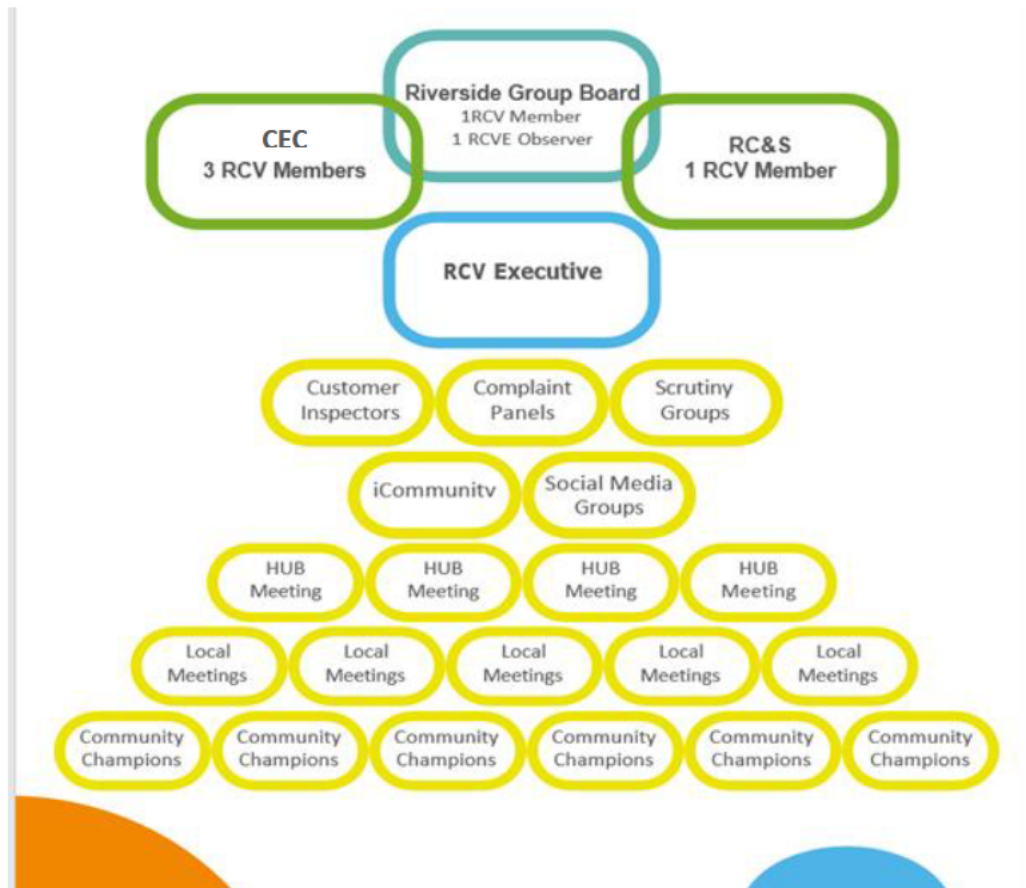 Riverside Group Board
1RCV Member
1 RCVE Observer
CEC
3 RCV Members
RC&S
1 RCV Member
RCV Executive
Customer
Inspectors
Complaint
Panels
Scrutiny
Groups
iCommunity
Social Media
Groups
HUB
Meeting
HUB
Meeting
HUB
Meeting
HUB
Meeting
Local
Meetings
Local
Meetings
Local
Meetings
Local
Meetings
Local
Meetings
Community
Champions
Community
Champions
Community
Champions
Community
Champions
Community
Champions
Community
Champions